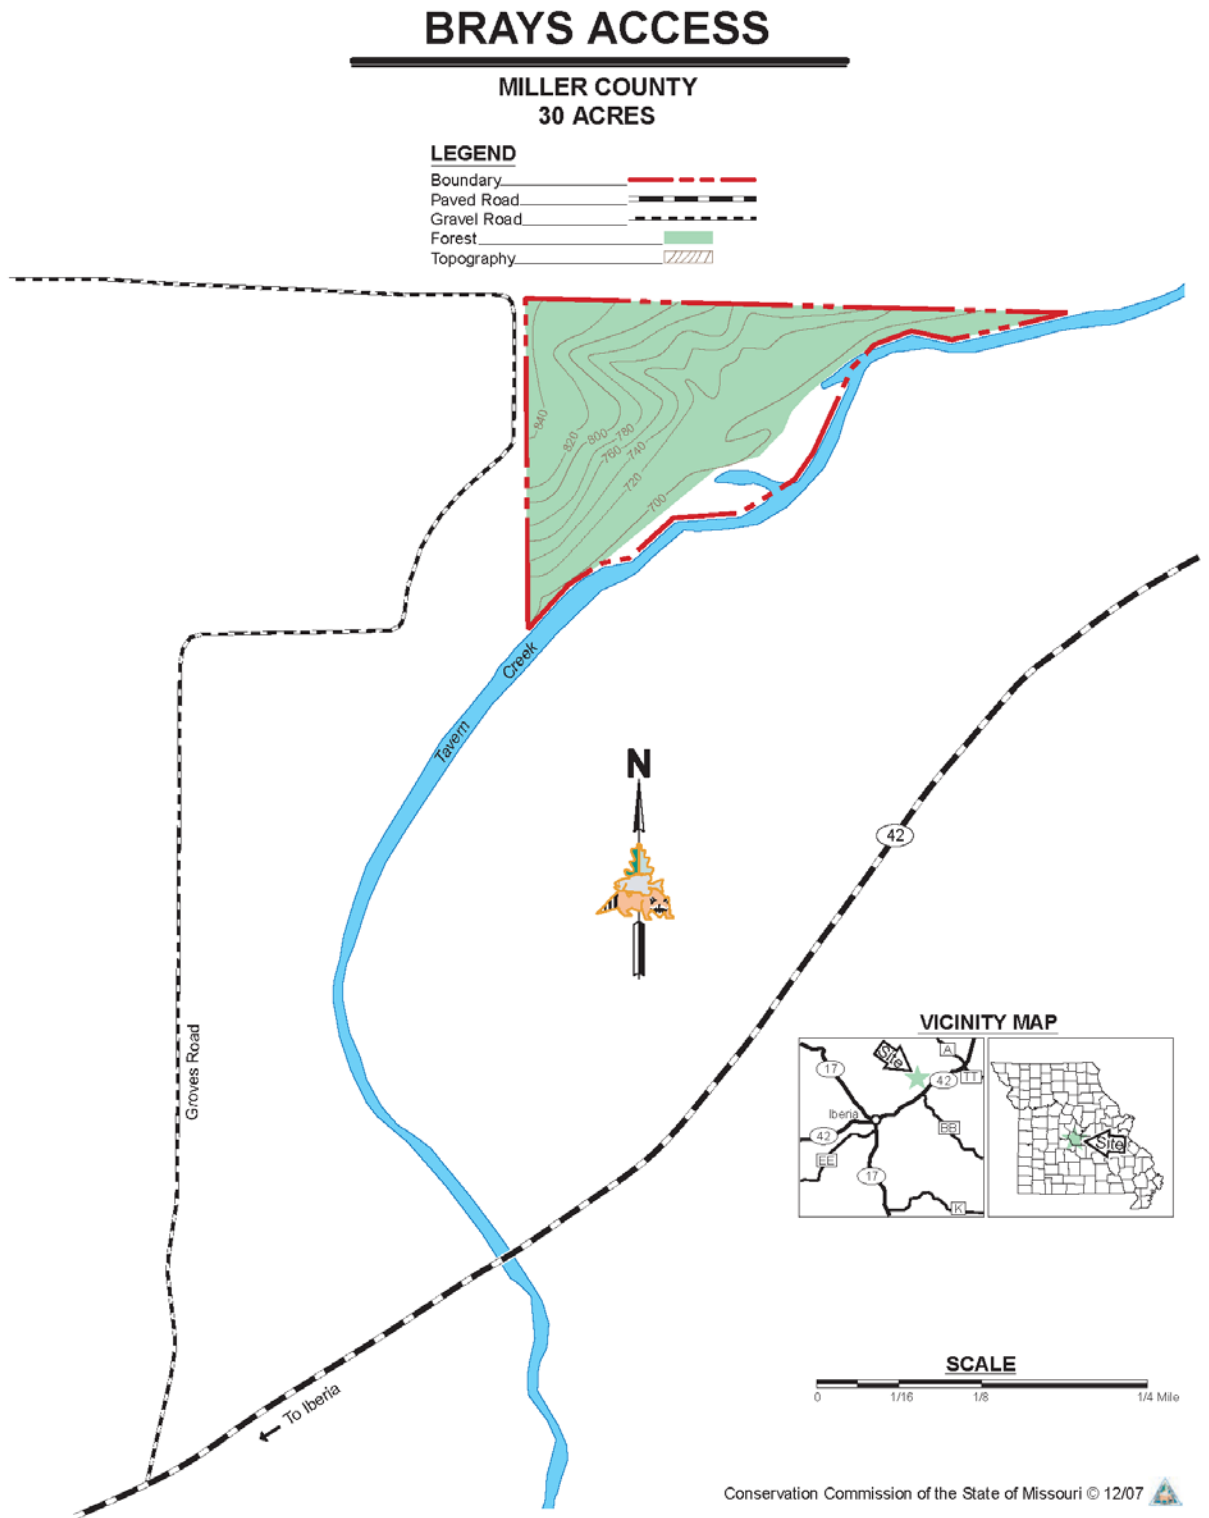 BRAYS ACCESS
MILLER COUNTY
30 ACRES
LEGEND
Boundary
Paved Road
Gravel Road
Forest
Topography
840
820
800
780
760
740
720
700
Tavern Creek
N
42
Groves Road
VICINITY MAP
Site
A
17
42
TT
Iberia
42
BB
EE
17
K
Site
To Iberia
SCALE
0 1/16 1/8 1/4 Mile
Conservation Commission of the State of Missouri © 12/07